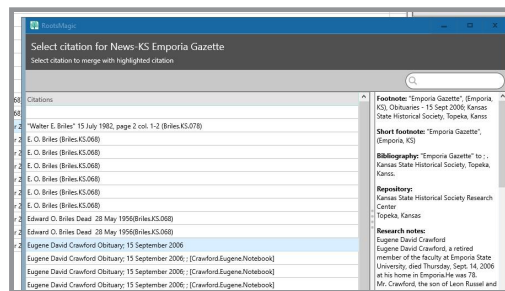 RootsMagic
Select citation for News-KS Emporia Gazette
Select citation to merge with highlighted citation
Citations
"Walter E. Briles" 15 July 1982, page 2 col. 1-2 (Briles.KS.078)
E. O. Briles (Briles.KS.068)
E. O. Briles (Briles.KS.068)
E. O. Briles (Briles.KS.068)
E. O. Briles (Briles.KS.068)
E. O. Briles (Briles.KS.068)
E. O. Briles (Briles.KS.068)
Edward O. Briles Dead 28 May 1956(Briles.KS.068)
Edward O. Briles Dead 28 May 1956(Briles.KS.068)
Eugene David Crawford Obituary; 15 September 2006
Eugene David Crawford Obituary; 15 September 2006; ; [Crawford.Eugene.Notebook]
Eugene David Crawford Obituary; 15 September 2006; ; [Crawford.Eugene.Notebook]
Eugene David Crawford Obituary; 15 September 2006; ; [Crawford.Eugene.Notebook]
Footnote: "Emporia Gazette", (Emporia,
KS), Obituaries - 15 Sept 2006; Kansas
State Historical Society, Topeka, Kanss
Short footnote: "Emporia Gazette",
(Emporia, KS)
Bibliography: "Emporia Gazette" to ; ,
Kansas State Historical Society, Topeka,
Kanss.
Repository:
Kansas State Historical Society Research
Center
Topeka, Kansas
Research notes:
Eugene David Crawford
Eugene David Crawford, a retired
member of the faculty at Emporia State
University, died Thursday, Sept. 14, 2006
at his home in Emporia.He was 78.
Mr. Crawford, the son of Leon Russel and